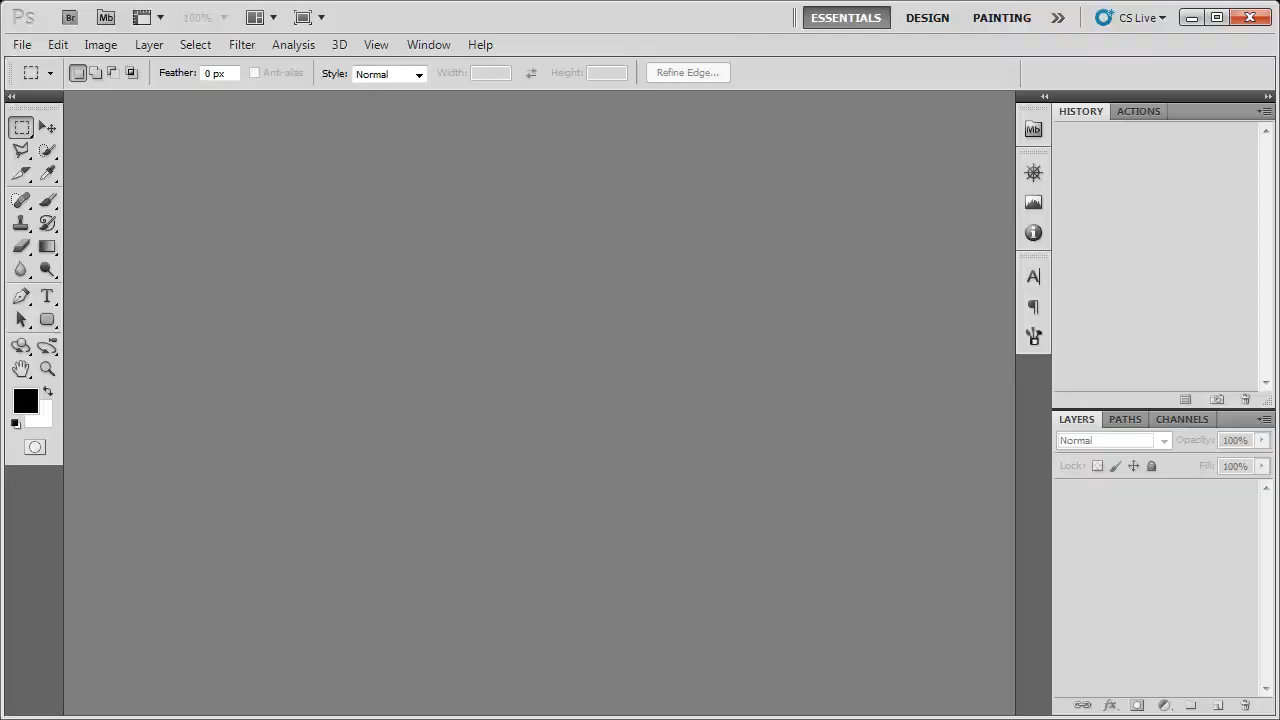 Ps Br Mb 100% ESSENTIALS DESIGN PAINTING CS Live
File Edit Image Layer Select Filter Analysis 3D View Window Help
Feather: 0 px Anti-alias Style: Normal Width: Height: Refine Edge...
HISTORY ACTIONS
Mb
LAYERS PATHS CHANNELS
Normal Opacity: 100%
Lock: Fill: 100%